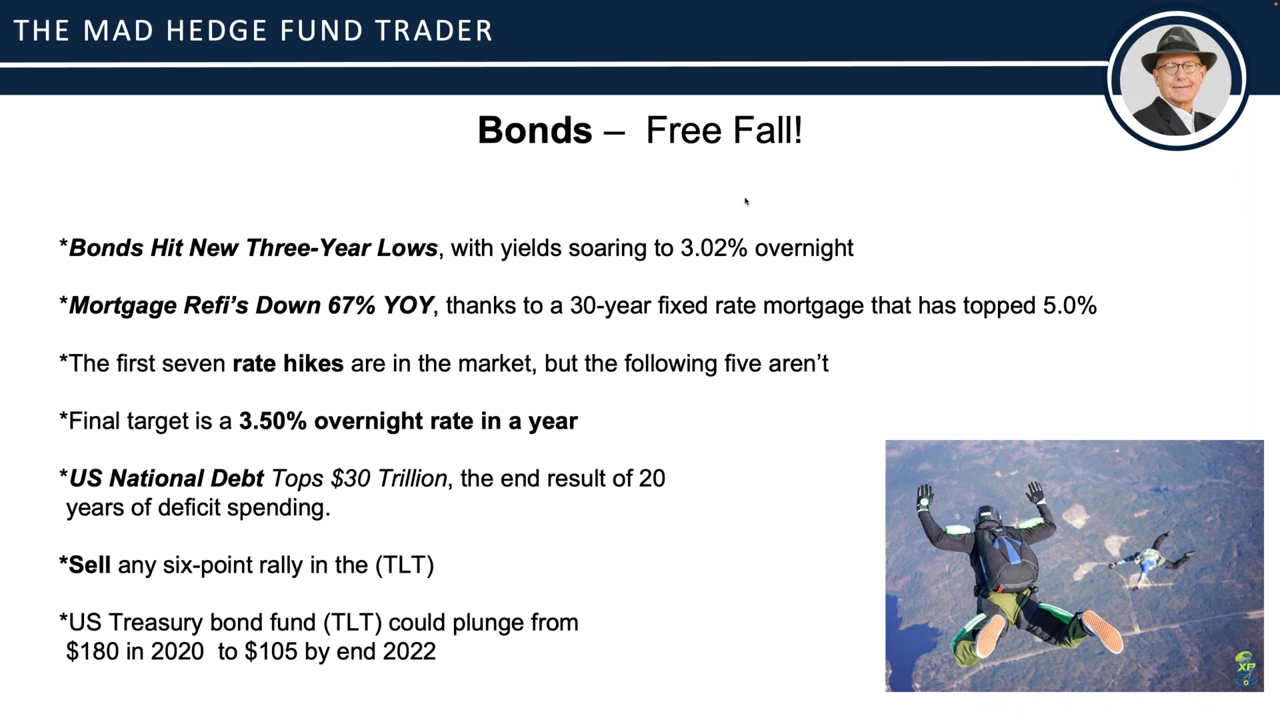 THE MAD HEDGE FUND TRADER
Bonds – Free Fall!
*Bonds Hit New Three-Year Lows, with yields soaring to 3.02% overnight
*Mortgage Refi’s Down 67% YOY, thanks to a 30-year fixed rate mortgage that has topped 5.0%
*The first seven rate hikes are in the market, but the following five aren’t
*Final target is a 3.50% overnight rate in a year
*US National Debt Tops $30 Trillion, the end result of 20
years of deficit spending.
*Sell any six-point rally in the (TLT)
*US Treasury bond fund (TLT) could plunge from
$180 in 2020 to $105 by end 2022
XP